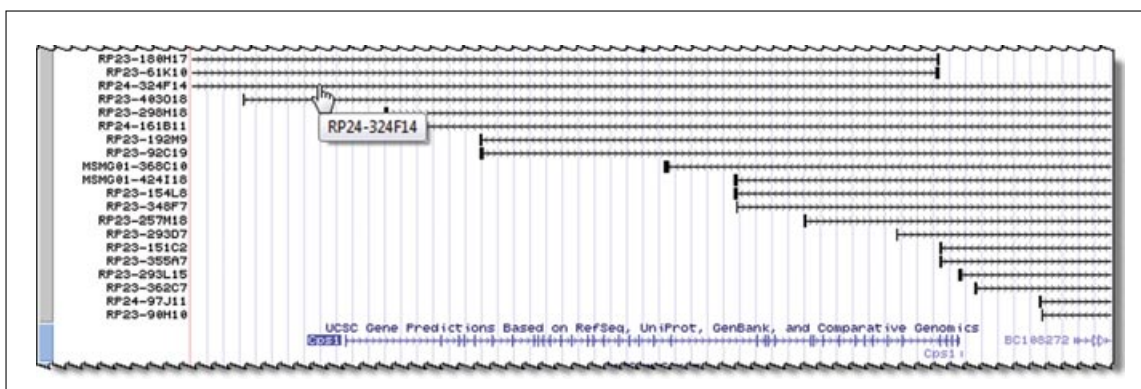 RP23-180H17
RP23-61K10
RP24-324F14
RP23-403O18
RP23-298H18
RP24-324F14
RP24-161B11
RP23-192M9
RP23-92C19
MSMG01-368C10
MSMG01-424I18
RP23-154L8
RP23-348F7
RP23-257M18
RP23-293D7
RP23-151C2
RP23-355A7
RP23-293L15
RP23-362C7
RP24-97J11
RP23-90H10
UCSC Gene Predictions Based on RefSeq, UniProt, GenBank, and Comparative Genomics
Cps1 BC108272
Cps1